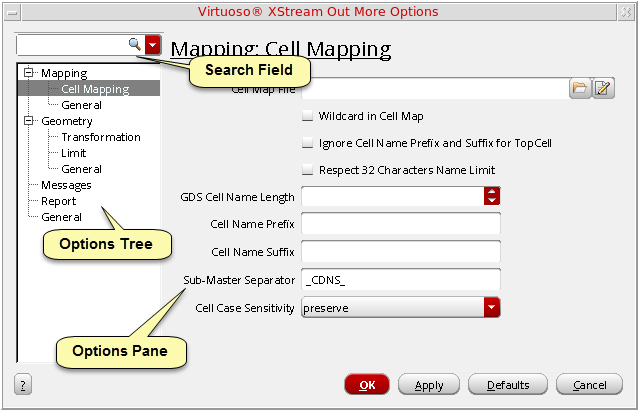 Virtuoso® XStream Out More Options
Mapping: Cell Mapping
Search Field
Mapping
Cell Mapping
General
Geometry
Transformation
Limit
General
Messages
Report
General
Options Tree
Cell Map File
Wildcard in Cell Map
Ignore Cell Name Prefix and Suffix for TopCell
Respect 32 Characters Name Limit
GDS Cell Name Length
Cell Name Prefix
Cell Name Suffix
Sub-Master Separator _CDNS_
Cell Case Sensitivity preserve
Options Pane
? OK Apply Defaults Cancel